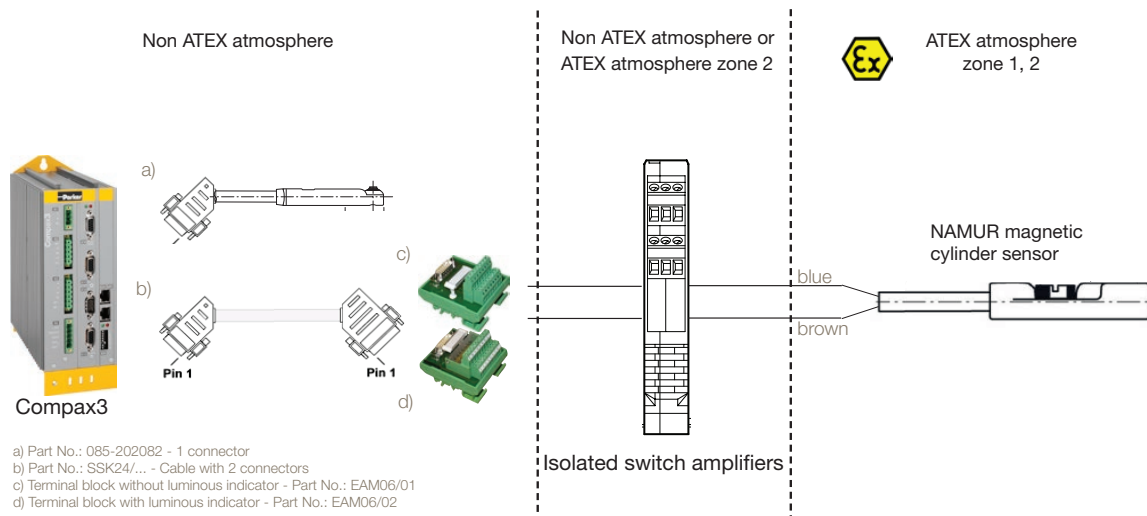 Non ATEX atmosphere
Non ATEX atmosphere or
ATEX atmosphere zone 2
Ex
ATEX atmosphere
zone 1, 2
a)
Parker
Compax3
c)
NAMUR magnetic
cylinder sensor
b)
blue
brown
Pin 1
Pin 1
d)
Compax3
Isolated switch amplifiers
a) Part No.: 085-202082 - 1 connector
b) Part No.: SSK24/... - Cable with 2 connectors
c) Terminal block without luminous indicator - Part No.: EAM06/01
d) Terminal block with luminous indicator - Part No.: EAM06/02